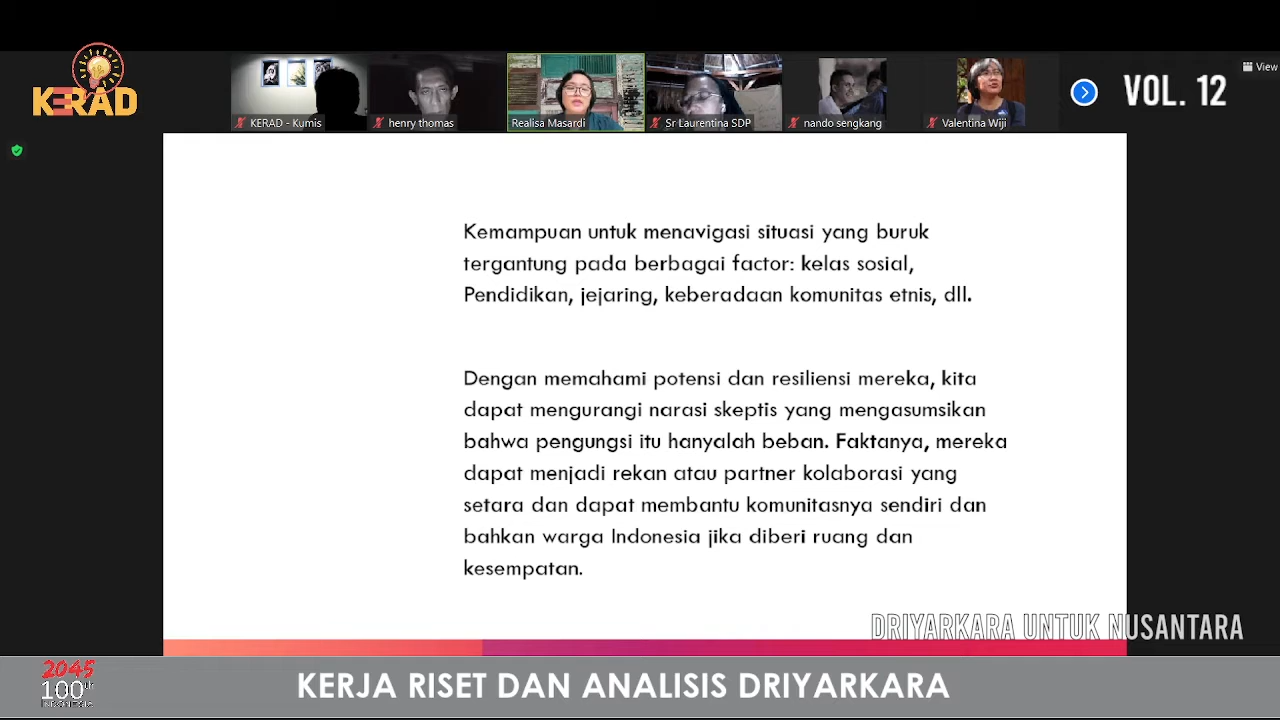 KERAD
KERAD - Kumis
henry thomas
Realisa Masardi
Sr Laurentina SDP
nando sengkang
Valentina Wiji
View
VOL. 12
Kemampuan untuk menavigasi situasi yang buruk
tergantung pada berbagai factor: kelas sosial,
Pendidikan, jejaring, keberadaan komunitas etnis, dll.
Dengan memahami potensi dan resiliensi mereka, kita
dapat mengurangi narasi skeptis yang mengasumsikan
bahwa pengungsi itu hanyalah beban. Faktanya, mereka
dapat menjadi rekan atau partner kolaborasi yang
setara dan dapat membantu komunitasnya sendiri dan
bahkan warga Indonesia jika diberi ruang dan
kesempatan.
DRIYARKARA UNTUK NUSANTARA
2045
100th
INDONESIA
KERJA RISET DAN ANALISIS DRIYARKARA